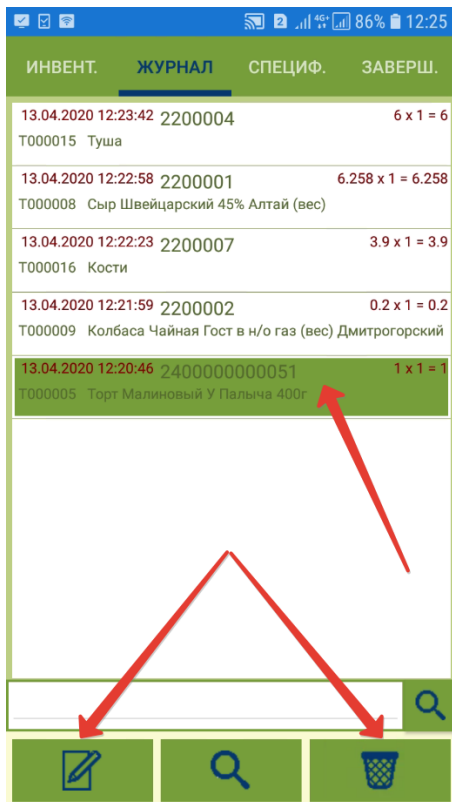 2 4G+ 86% 12:25
ИНВЕНТ. ЖУРНАЛ СПЕЦИФ. ЗАВЕРШ.
13.04.2020 12:23:42 2200004 6 x 1 = 6
T000015 Туша
13.04.2020 12:22:58 2200001 6.258 x 1 = 6.258
T000008 Сыр Швейцарский 45% Алтай (вес)
13.04.2020 12:22:23 2200007 3.9 x 1 = 3.9
T000016 Кости
13.04.2020 12:21:59 2200002 0.2 x 1 = 0.2
T000009 Колбаса Чайная Гост в н/о газ (вес) Дмитрогорский
13.04.2020 12:20:46 2400000000051 1 x 1 = 1
T000005 Торт Малиновый У Палыча 400г